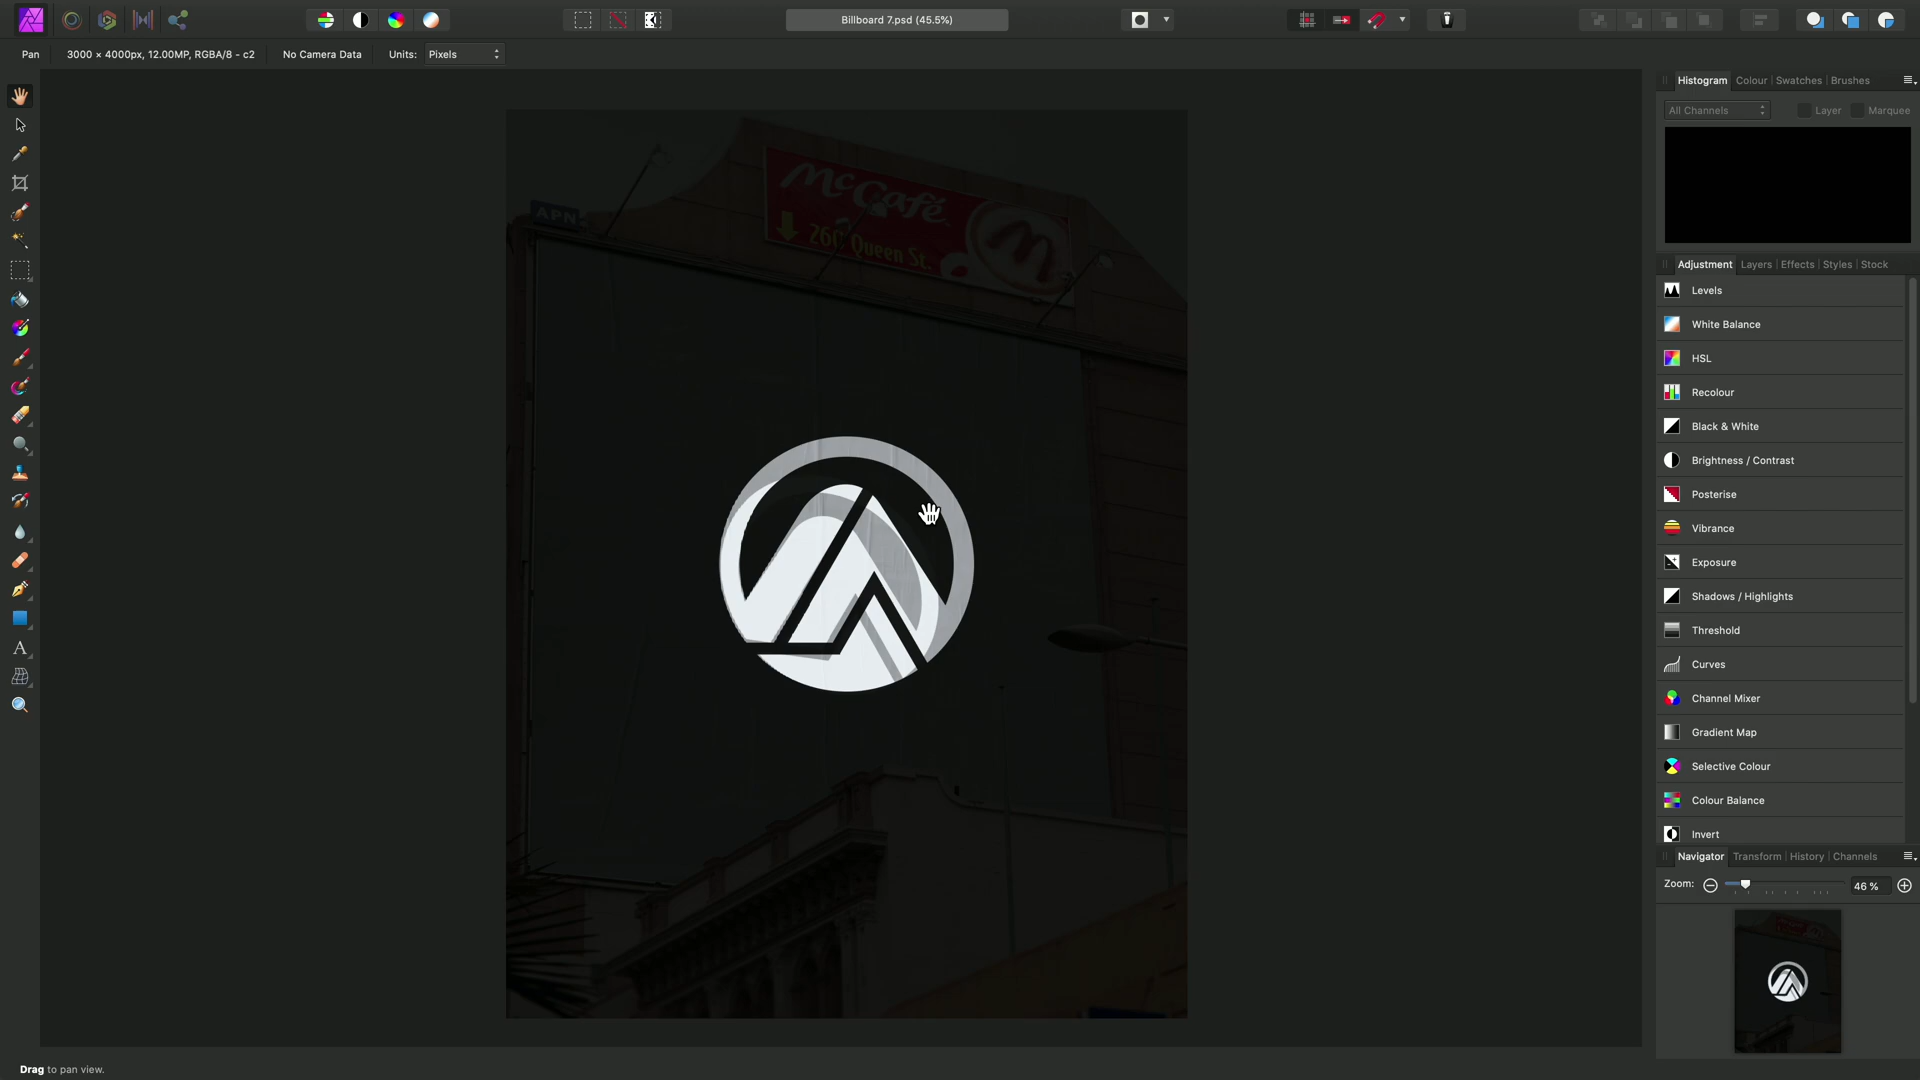 Billboard 7.psd (45.5%)
Pan
3000 × 4000px, 12.00MP, RGBA/8 - c2
No Camera Data
Units: Pixels
Histogram
Colour
Swatches
Brushes
All Channels
Layer
Marquee
McCafé
APN
260 Queen St.
Adjustment
Layers
Effects
Styles
Stock
Levels
White Balance
HSL
Recolour
Black & White
Brightness / Contrast
Posterise
Vibrance
Exposure
Shadows / Highlights
Threshold
Curves
Channel Mixer
Gradient Map
Selective Colour
Colour Balance
Invert
Navigator
Transform
History
Channels
Zoom:
46 %
Drag to pan view.